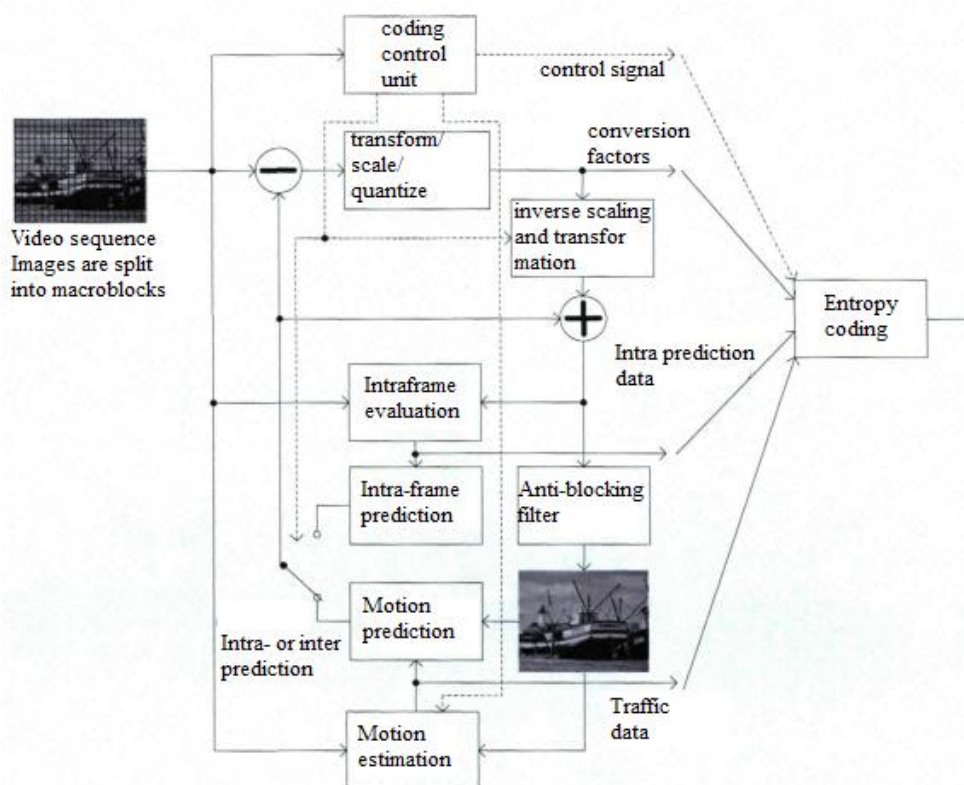 coding
control
unit
control signal
transform/
scale/
quantize
conversion
factors
Video sequence
Images are split
into macroblocks
inverse scaling
and transfor
mation
Entropy
coding
Intra prediction
data
Intraframe
evaluation
Intra-frame
prediction
Anti-blocking
filter
Motion
prediction
Intra- or inter
prediction
Traffic
data
Motion
estimation